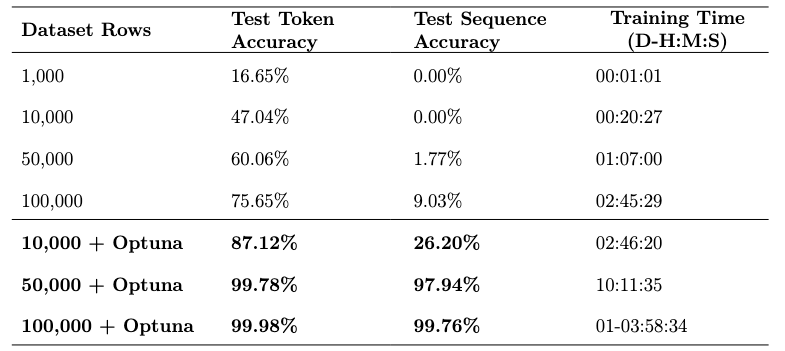 Dataset Rows Test Token Accuracy Test Sequence Accuracy Training Time (D-H:M:S)
1,000 16.65% 0.00% 00:01:01
10,000 47.04% 0.00% 00:20:27
50,000 60.06% 1.77% 01:07:00
100,000 75.65% 9.03% 02:45:29
10,000 + Optuna 87.12% 26.20% 02:46:20
50,000 + Optuna 99.78% 97.94% 10:11:35
100,000 + Optuna 99.98% 99.76% 01-03:58:34